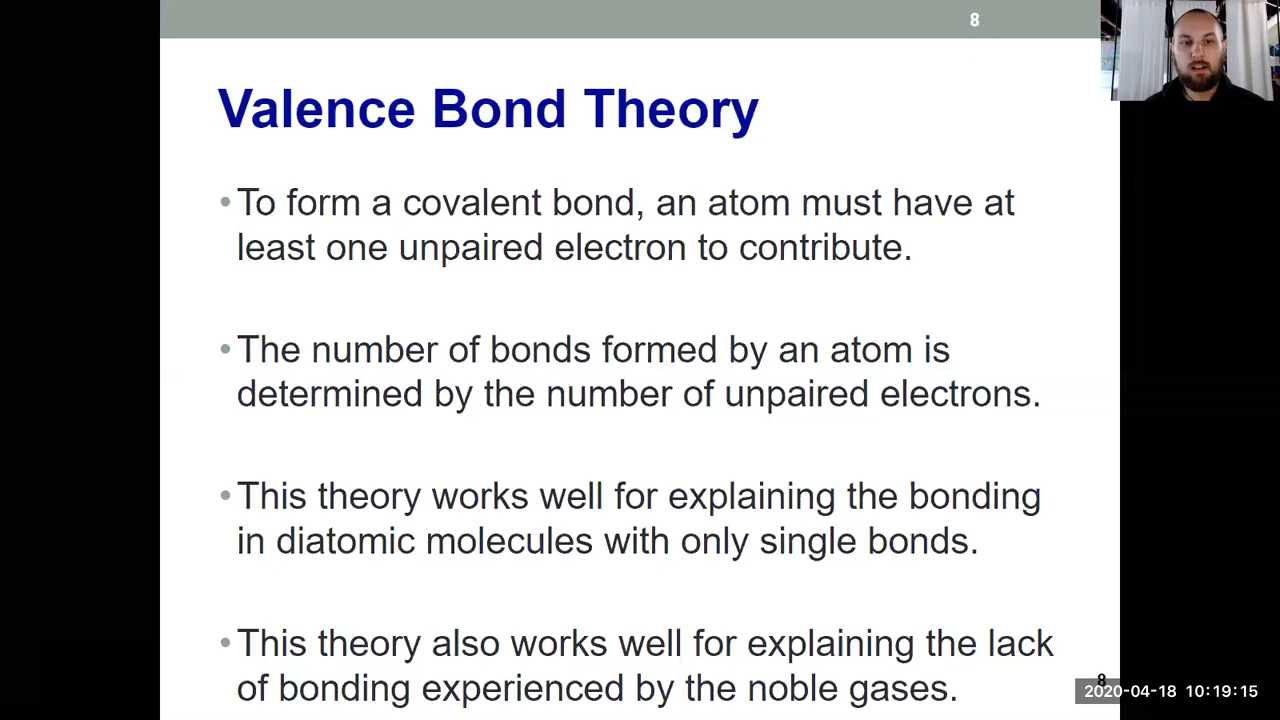 8
Valence Bond Theory
•To form a covalent bond, an atom must have at
least one unpaired electron to contribute.
•The number of bonds formed by an atom is
determined by the number of unpaired electrons.
•This theory works well for explaining the bonding
in diatomic molecules with only single bonds.
•This theory also works well for explaining the lack
of bonding experienced by the noble gases.
8
2020-04-18 10:19:15